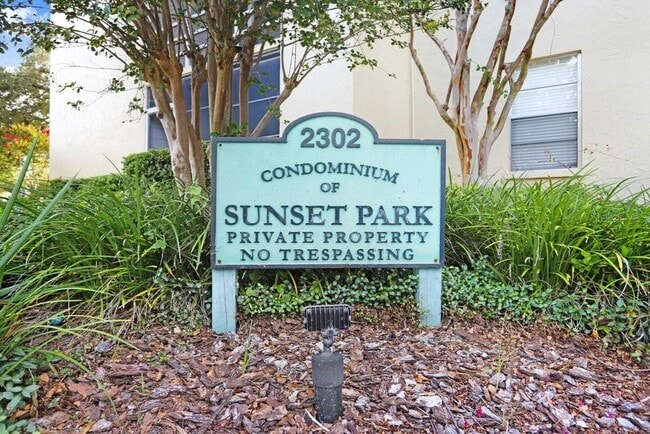 2302
CONDOMINIUM
OF
SUNSET PARK
PRIVATE PROPERTY
NO TRESPASSING